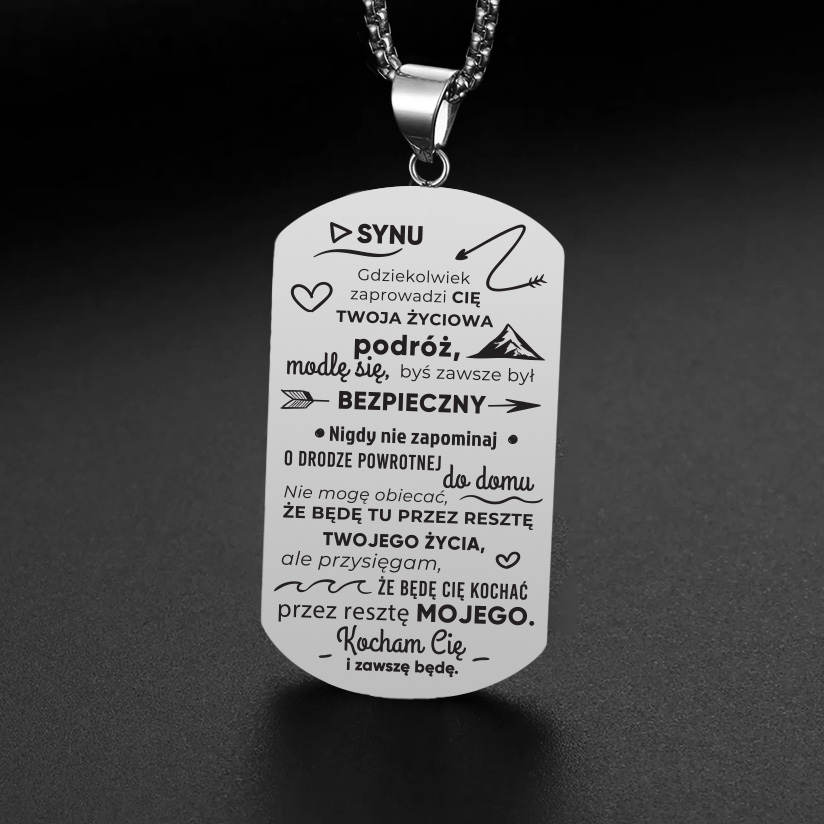 SYNU
Gdziekolwiek
zaprowadzi CIĘ
TWOJA ŻYCIOWA
podróż,
modlę się, byś zawsze był
BEZPIECZNY
• Nigdy nie zapominaj •
O DRODZE POWROTNEJ
do domu
Nie mogę obiecać,
ŻE BĘDĘ TU PRZEZ RESZTĘ
TWOJEGO ŻYCIA,
ale przysięgam,
ŻE BĘDĘ CIĘ KOCHAĆ
przez resztę MOJEGO.
Kocham Cię
i zawszę będę.